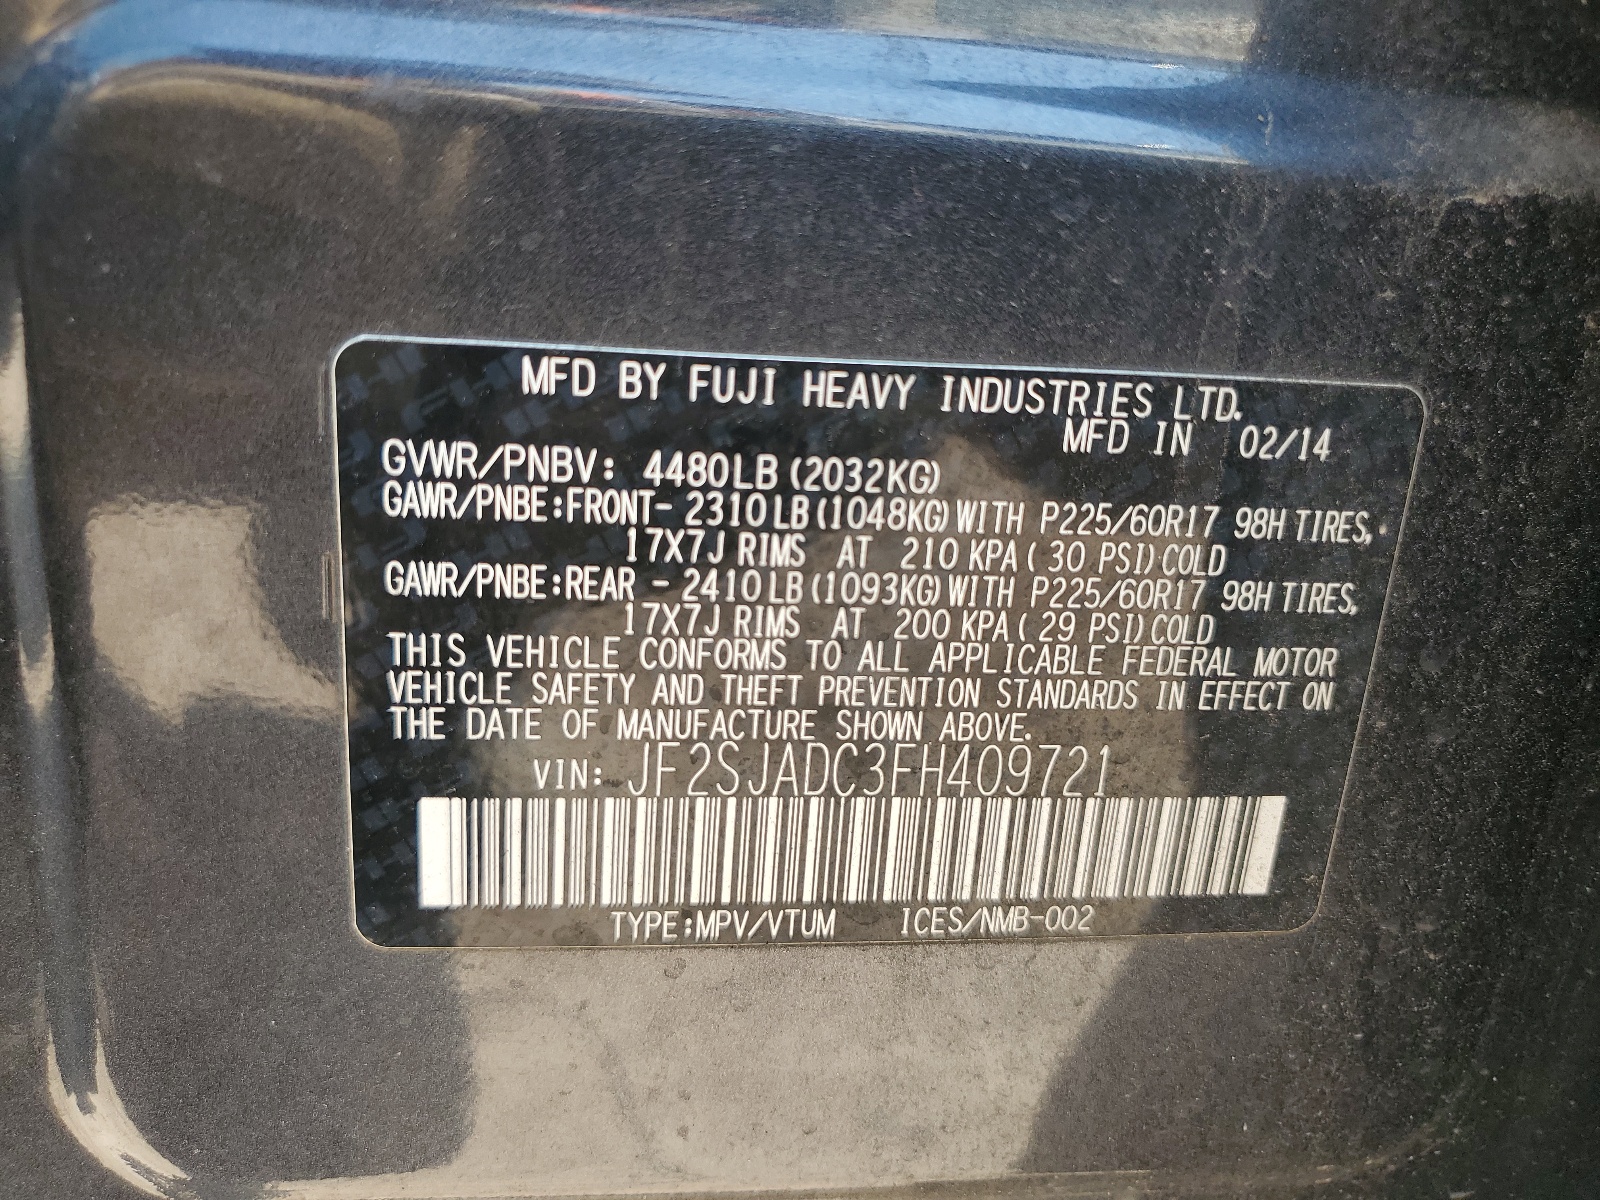 MFD BY FUJI HEAVY INDUSTRIES LTD.
MFD IN 02/14
GVWR/PNBV: 4480LB (2032KG)
GAWR/PNBE:FRONT- 2310LB (1048KG) WITH P225/60R17 98H TIRES,
17X7J RIMS AT 210 KPA ( 30 PSI) COLD
GAWR/PNBE:REAR - 2410LB (1093KG) WITH P225/60R17 98H TIRES,
17X7J RIMS AT 200 KPA ( 29 PSI) COLD
THIS VEHICLE CONFORMS TO ALL APPLICABLE FEDERAL MOTOR
VEHICLE SAFETY AND THEFT PREVENTION STANDARDS IN EFFECT ON
THE DATE OF MANUFACTURE SHOWN ABOVE.
VIN: JF2SJADC3FH409721
TYPE:MPV/VTUM ICES/NMB-002